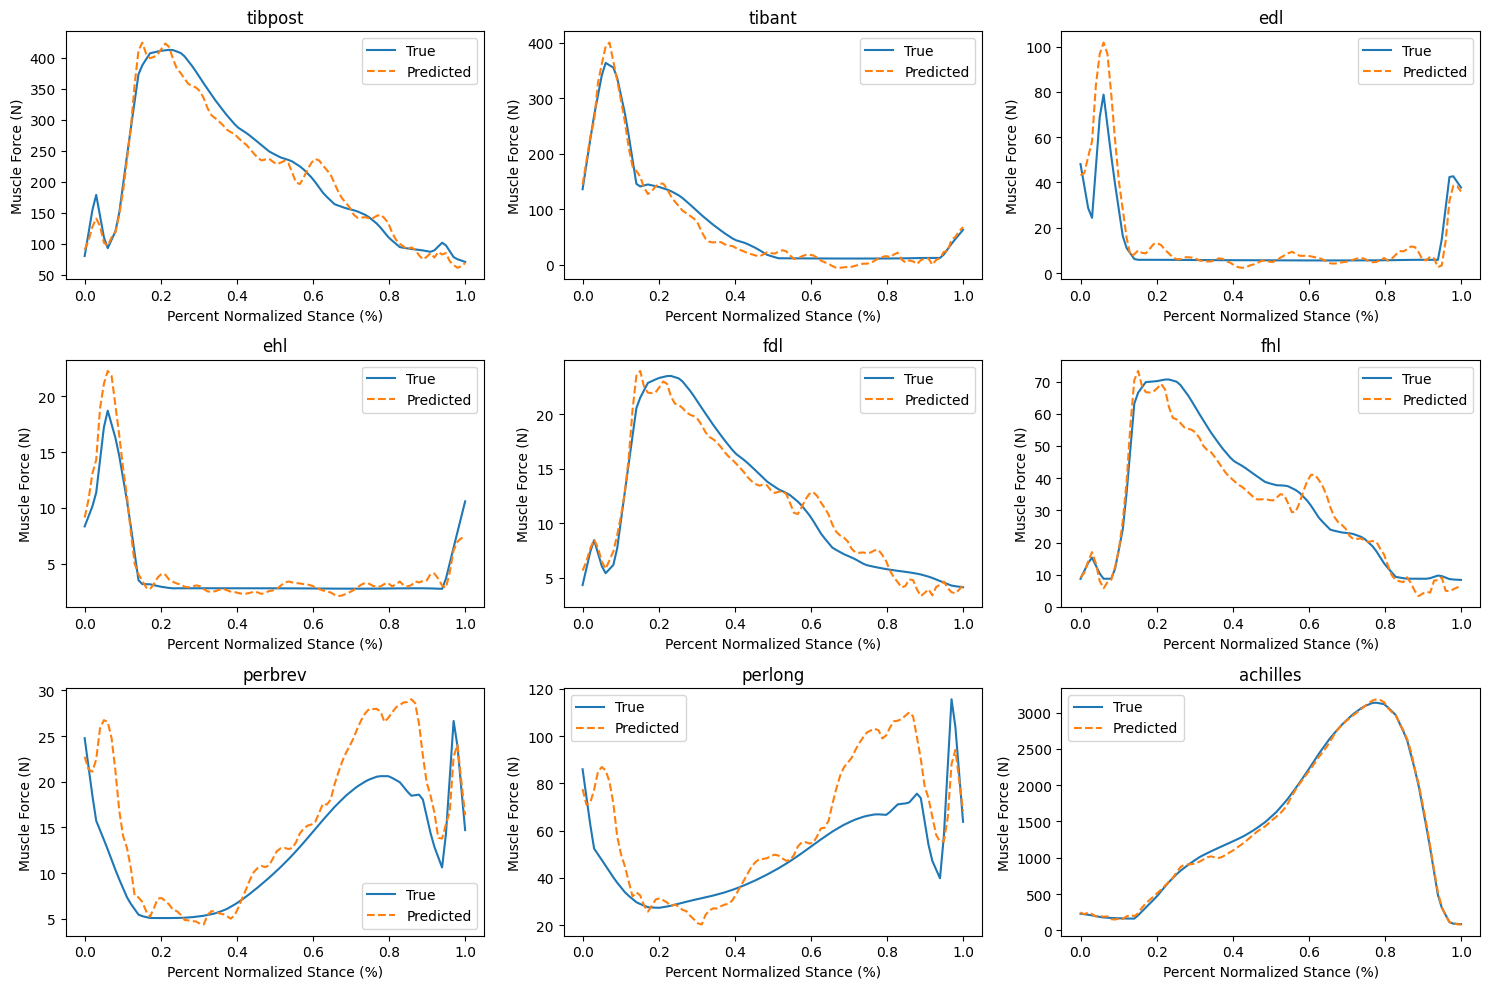 tibpost
Muscle Force (N)
400
350
300
250
200
150
100
50
True
Predicted
0.0 0.2 0.4 0.6 0.8 1.0
Percent Normalized Stance (%)
tibant
Muscle Force (N)
400
300
200
100
0
True
Predicted
0.0 0.2 0.4 0.6 0.8 1.0
Percent Normalized Stance (%)
edl
Muscle Force (N)
100
80
60
40
20
0
True
Predicted
0.0 0.2 0.4 0.6 0.8 1.0
Percent Normalized Stance (%)
ehl
Muscle Force (N)
20
15
10
5
True
Predicted
0.0 0.2 0.4 0.6 0.8 1.0
Percent Normalized Stance (%)
fdl
Muscle Force (N)
20
15
10
5
True
Predicted
0.0 0.2 0.4 0.6 0.8 1.0
Percent Normalized Stance (%)
fhl
Muscle Force (N)
70
60
50
40
30
20
10
0
True
Predicted
0.0 0.2 0.4 0.6 0.8 1.0
Percent Normalized Stance (%)
perbrev
Muscle Force (N)
30
25
20
15
10
5
True
Predicted
0.0 0.2 0.4 0.6 0.8 1.0
Percent Normalized Stance (%)
perlong
Muscle Force (N)
120
100
80
60
40
20
True
Predicted
0.0 0.2 0.4 0.6 0.8 1.0
Percent Normalized Stance (%)
achilles
Muscle Force (N)
3000
2500
2000
1500
1000
500
0
True
Predicted
0.0 0.2 0.4 0.6 0.8 1.0
Percent Normalized Stance (%)